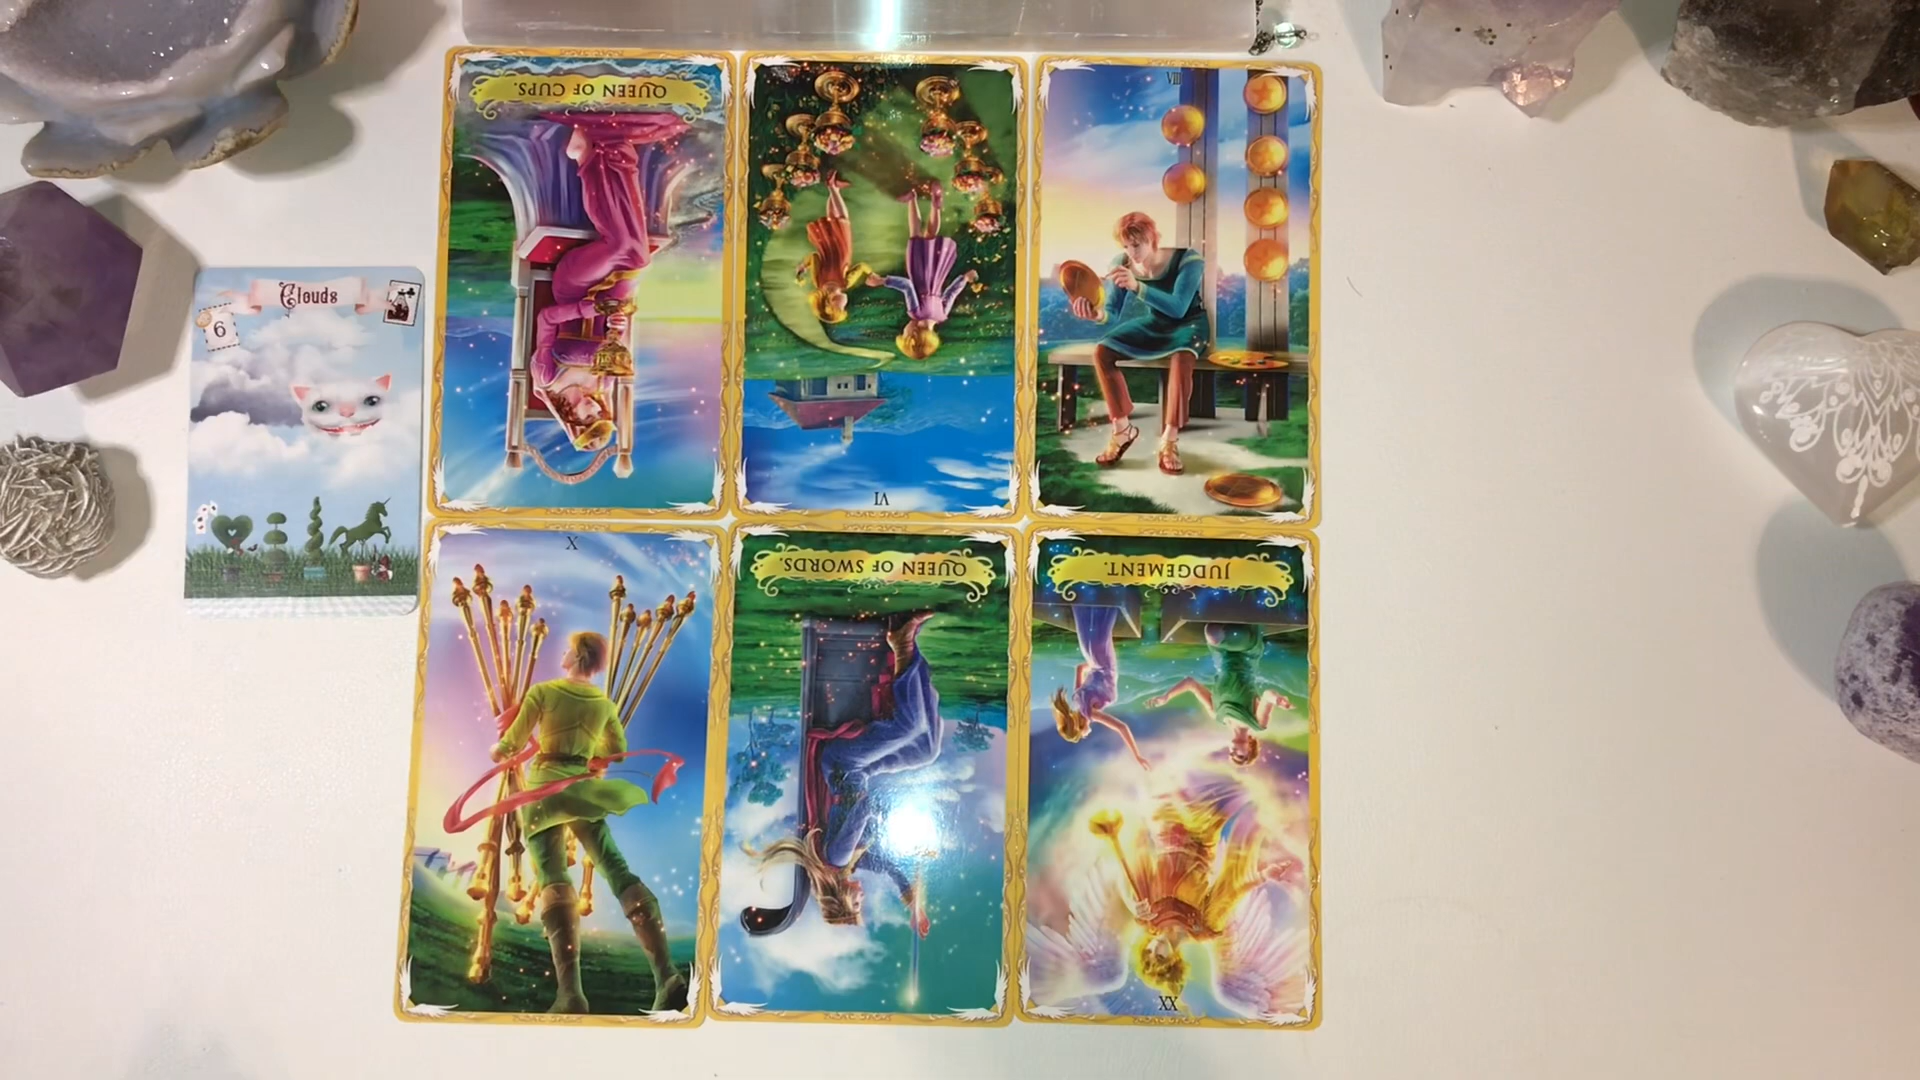 Clouds
6
QUEEN OF CUPS.
VI
VIII
X
QUEEN OF SWORDS.
JUDGEMENT.
XX